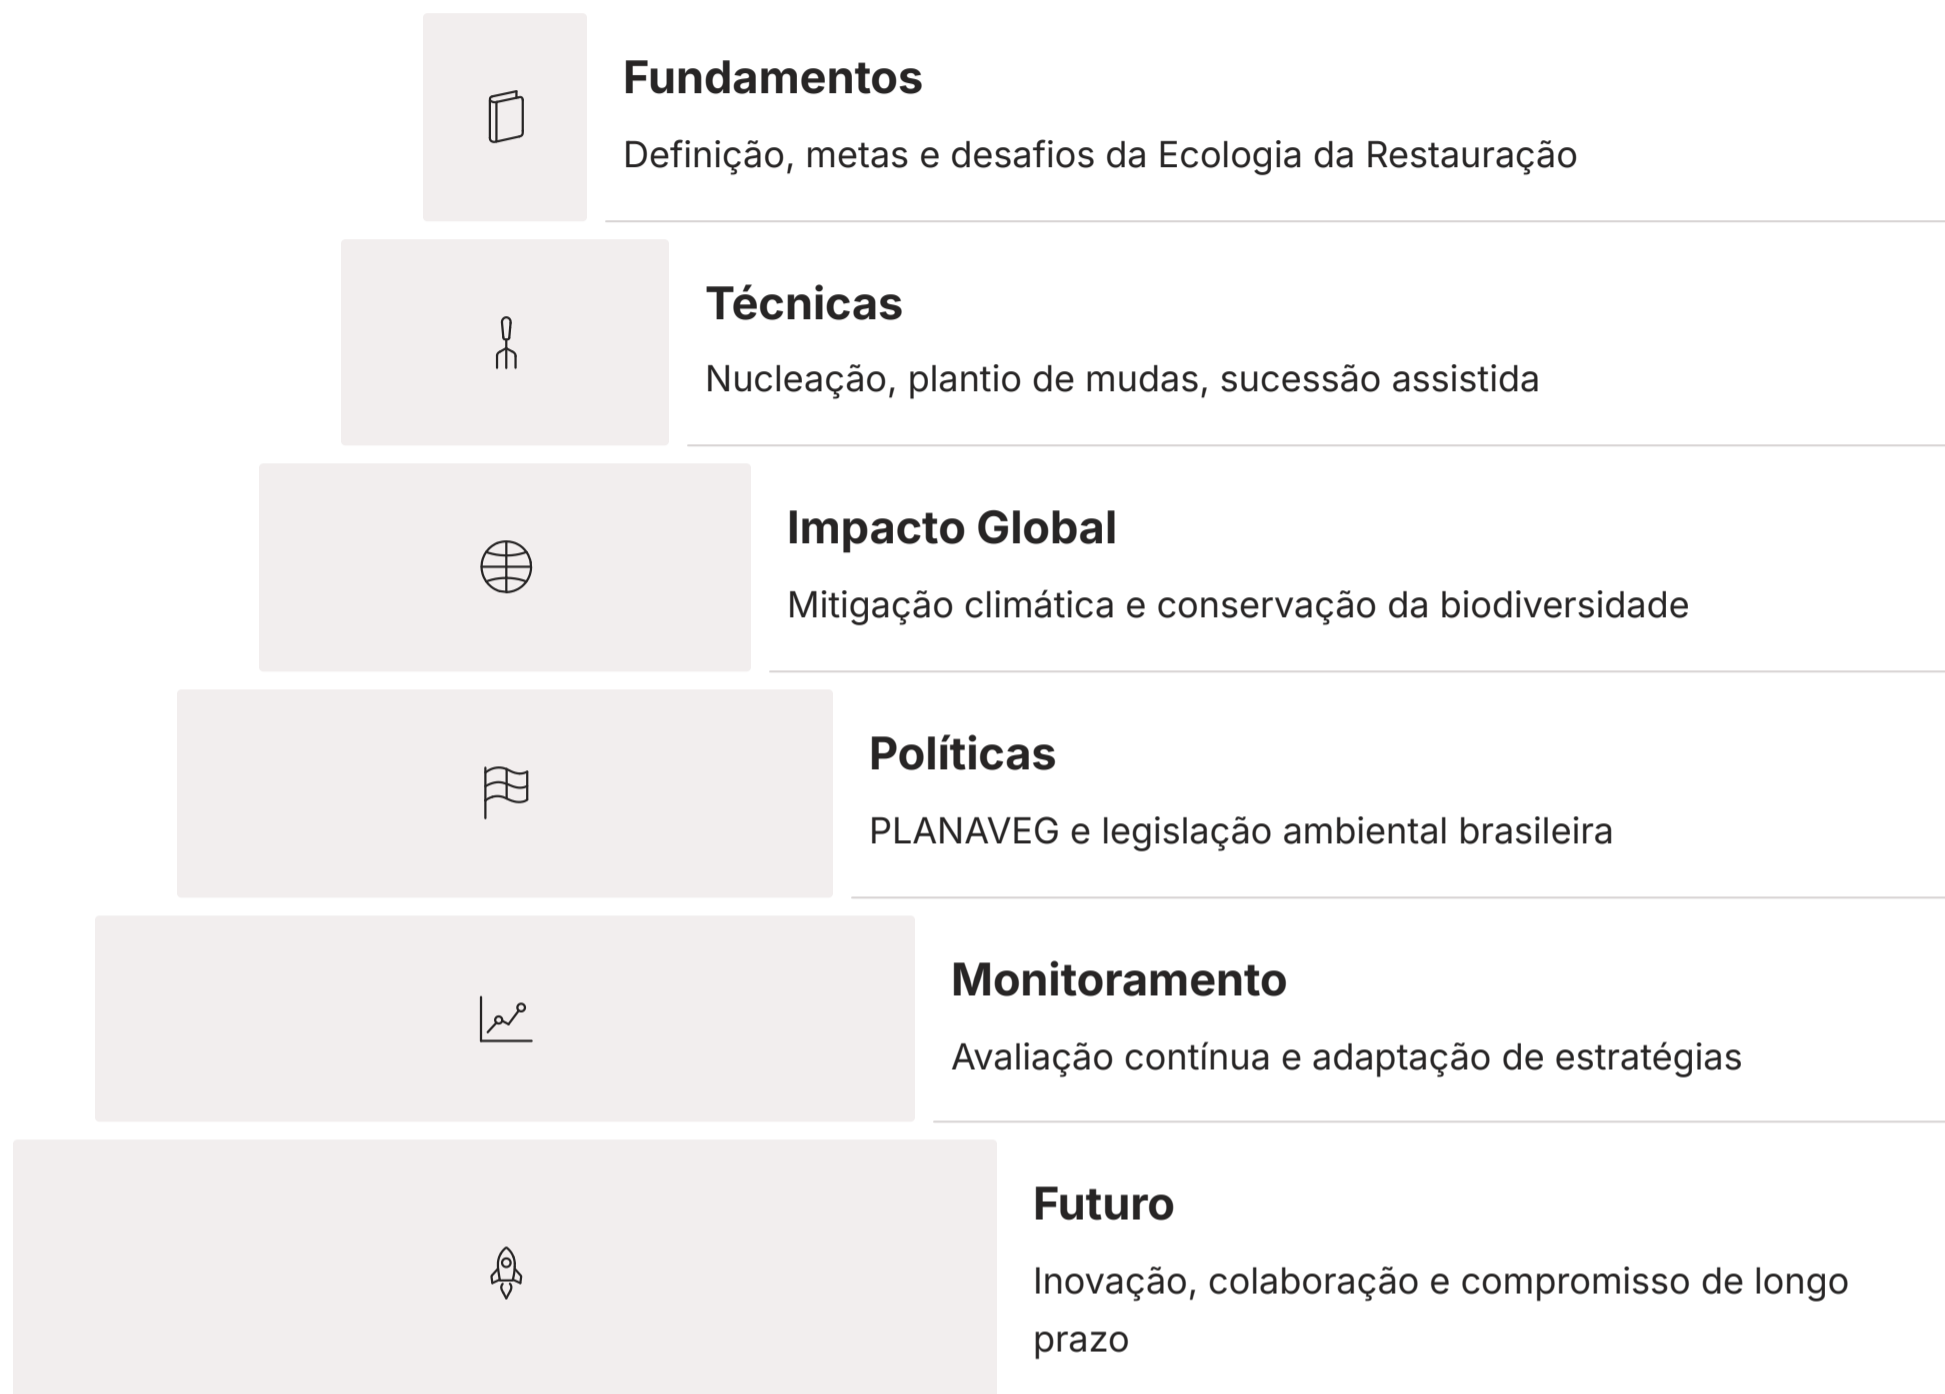 Fundamentos
Definição, metas e desafios da Ecologia da Restauração
Técnicas
Nucleação, plantio de mudas, sucessão assistida
Impacto Global
Mitigação climática e conservação da biodiversidade
Políticas
PLANAVEG e legislação ambiental brasileira
Monitoramento
Avaliação contínua e adaptação de estratégias
Futuro
Inovação, colaboração e compromisso de longo
prazo